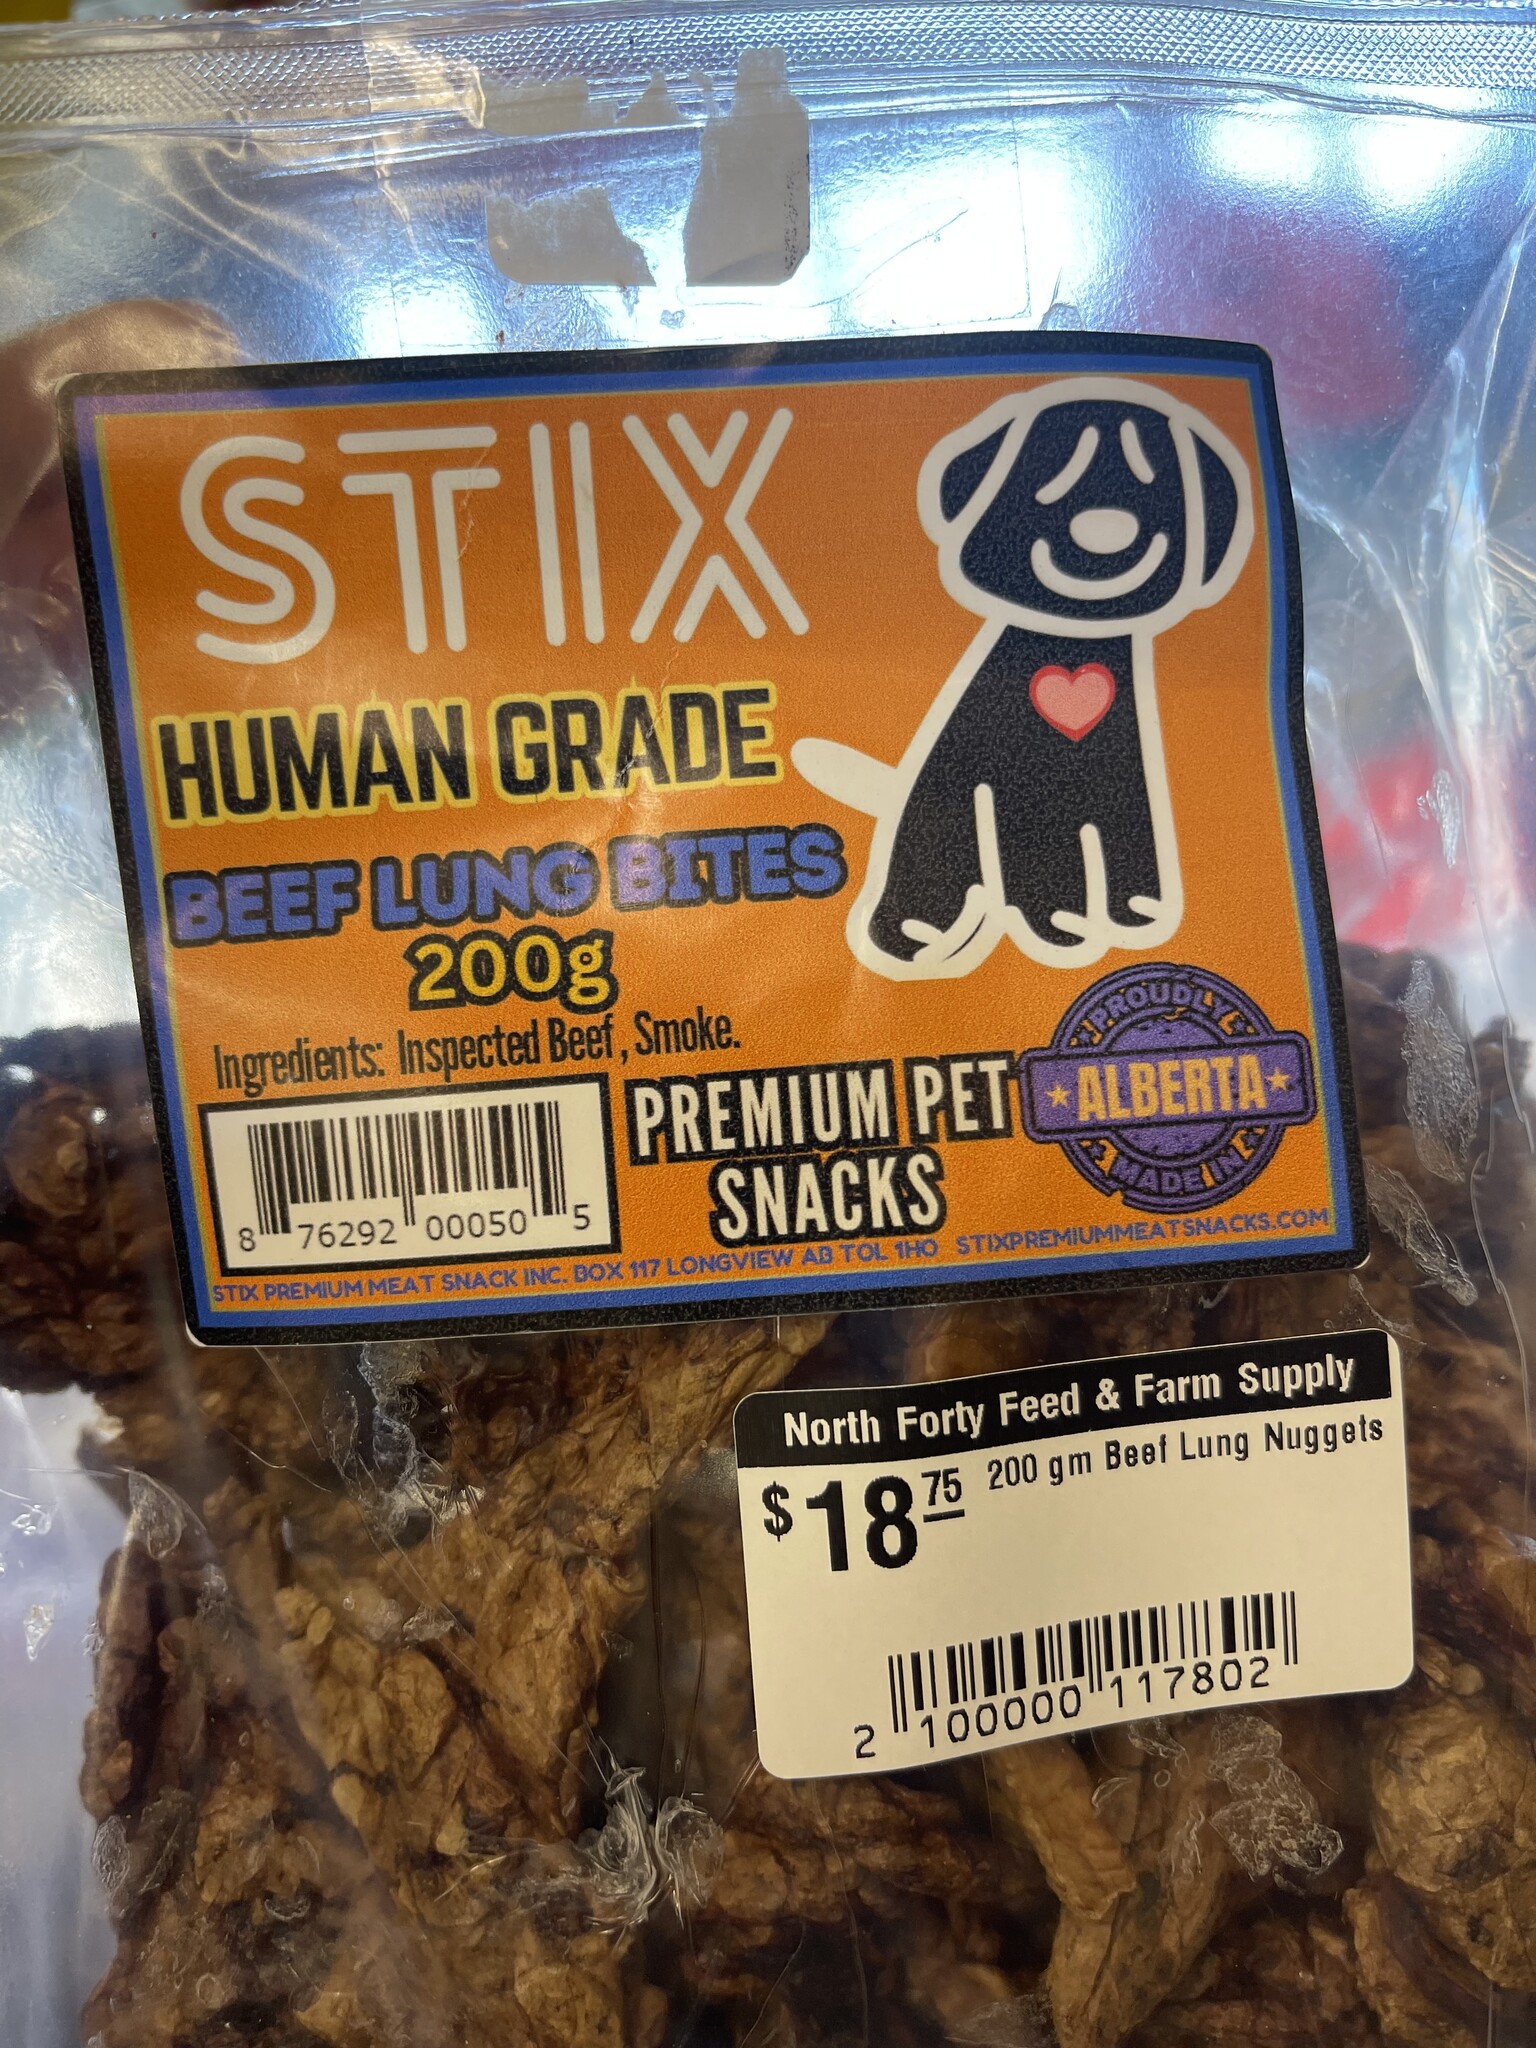 STIX
HUMAN GRADE
BEEF LUNG BITES
200g
Ingredients: Inspected Beef, Smoke.
8 76292 00050 5
PREMIUM PET
SNACKS
PROUDLY
ALBERTA
MADE IN
STIX PREMIUM MEAT SNACK INC. BOX 117 LONGVIEW AB T0L 1H0 STIXPREMIUMMEATSNACKS.COM
North Forty Feed & Farm Supply
$18.75 200 gm Beef Lung Nuggets
2 100000 117802